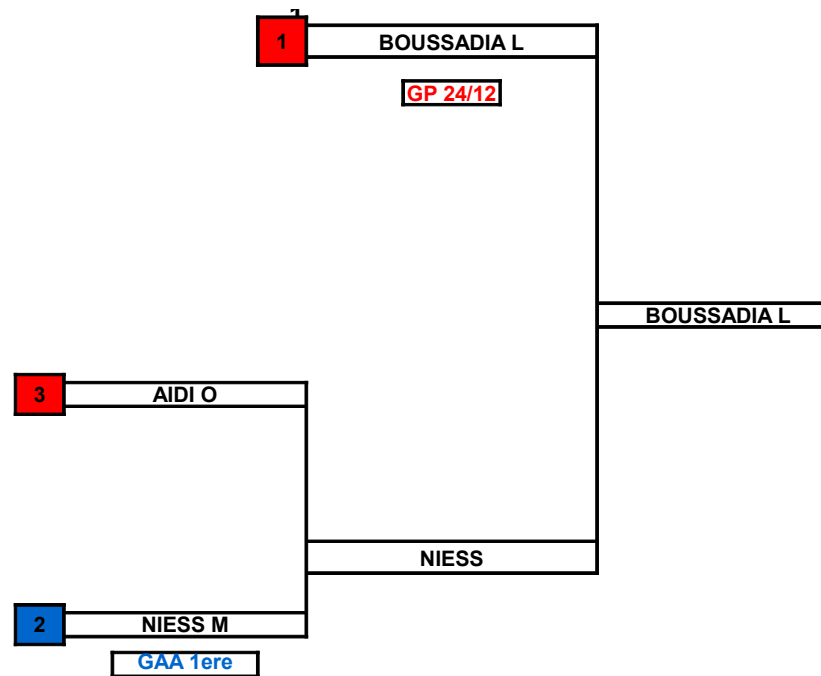 1
BOUSSADIA L
GP 24/12
BOUSSADIA L
3
AIDI O
NIESS
2
NIESS M
GAA 1ere